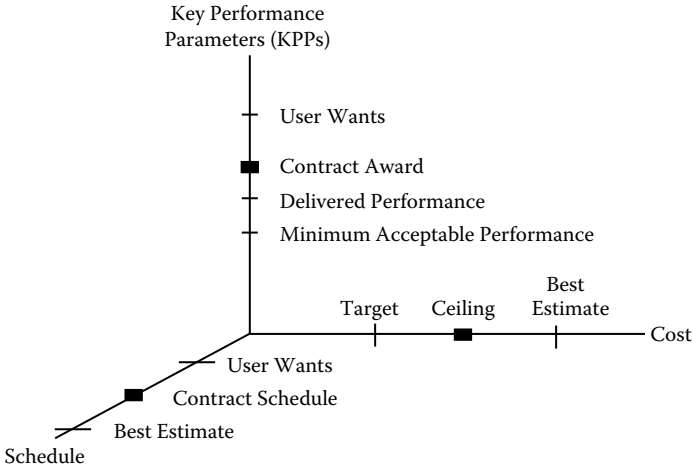 Key Performance
Parameters (KPPs)
User Wants
Contract Award
Delivered Performance
Minimum Acceptable Performance
Best
Target Ceiling Estimate
Cost
User Wants
Contract Schedule
Best Estimate
Schedule